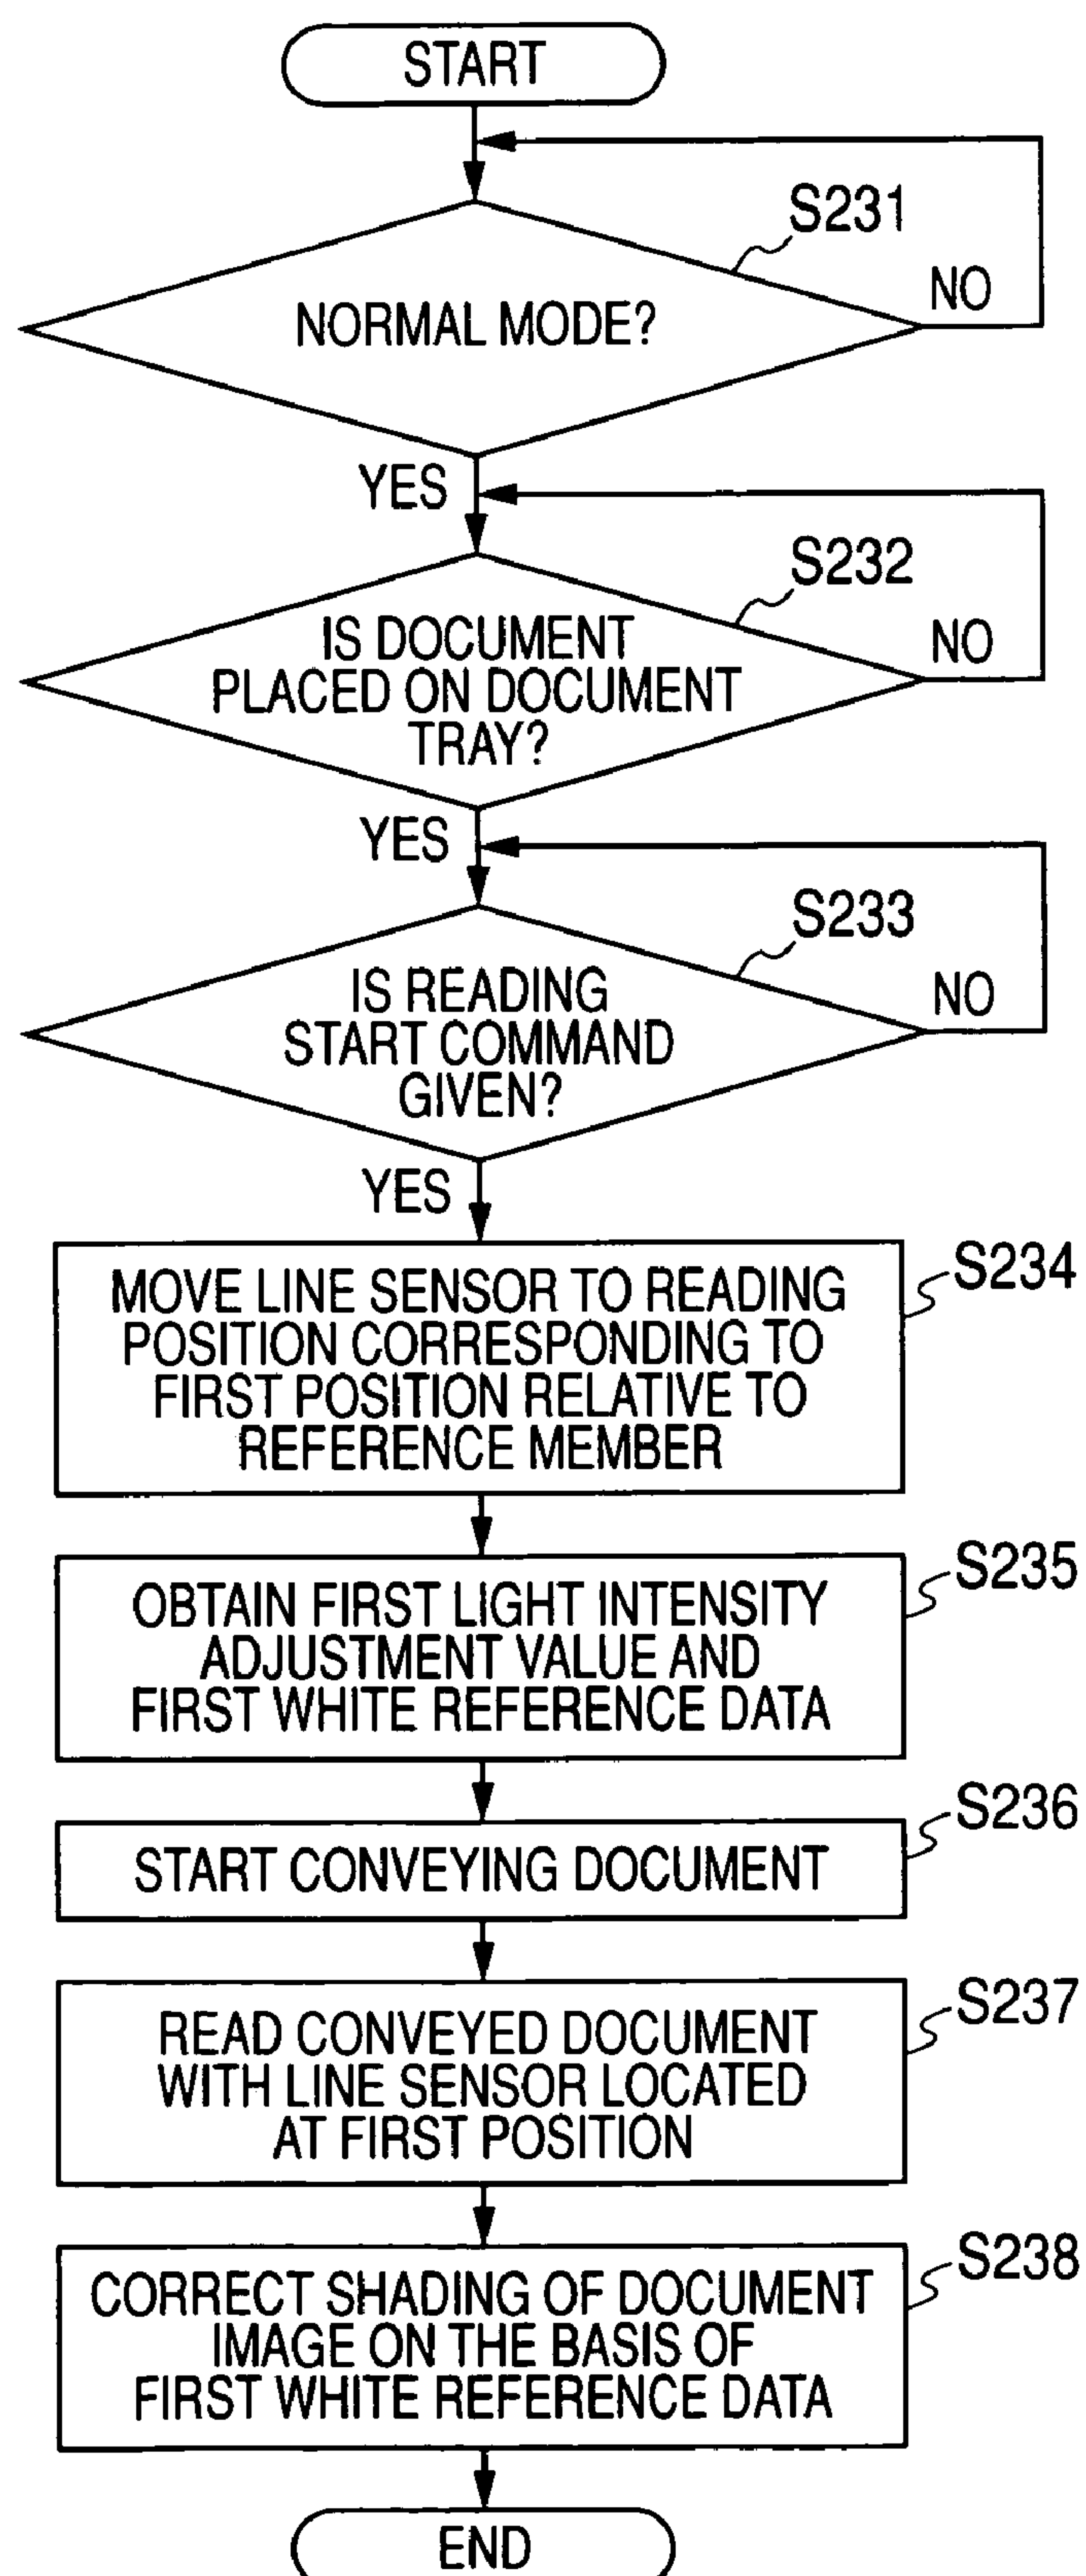 START
S231
NORMAL MODE?
NO
YES
S232
IS DOCUMENT
PLACED ON DOCUMENT
TRAY?
NO
YES
S233
IS READING
START COMMAND
GIVEN?
NO
YES
S234
MOVE LINE SENSOR TO READING
POSITION CORRESPONDING TO
FIRST POSITION RELATIVE TO
REFERENCE MEMBER
S235
OBTAIN FIRST LIGHT INTENSITY
ADJUSTMENT VALUE AND
FIRST WHITE REFERENCE DATA
S236
START CONVEYING DOCUMENT
S237
READ CONVEYED DOCUMENT
WITH LINE SENSOR LOCATED
AT FIRST POSITION
S238
CORRECT SHADING OF DOCUMENT
IMAGE ON THE BASIS OF
FIRST WHITE REFERENCE DATA
END